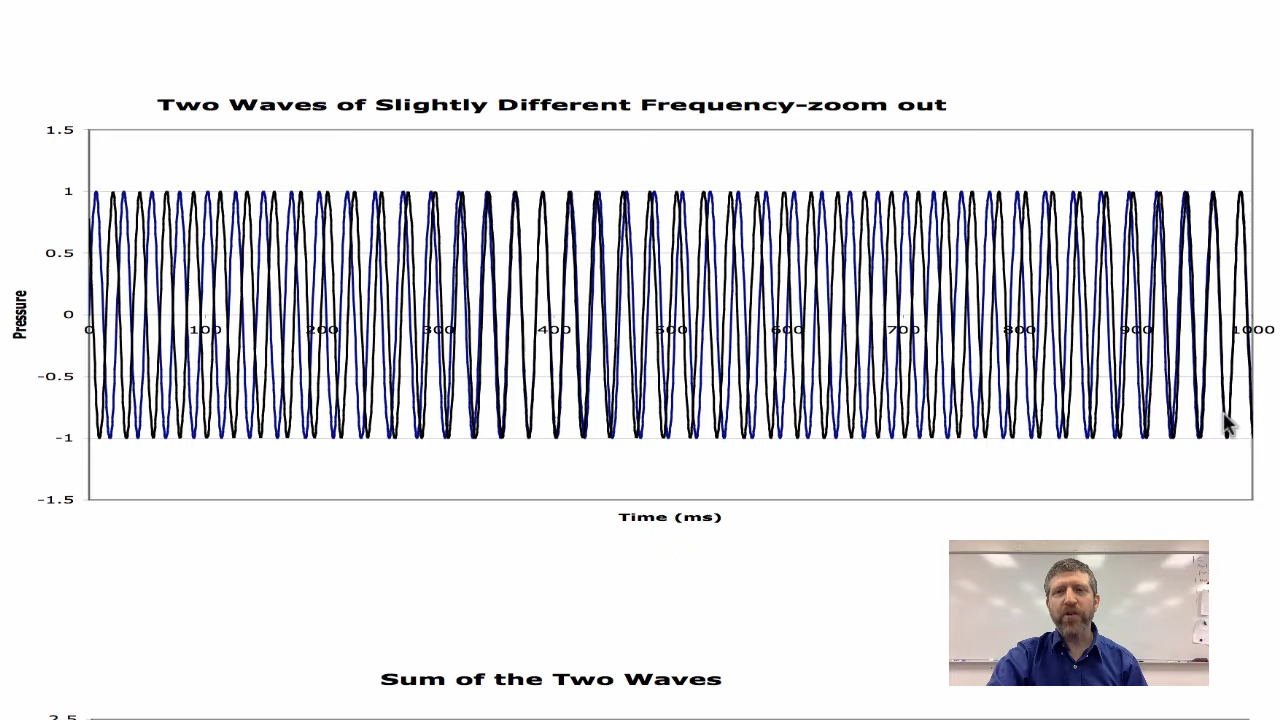 Two Waves of Slightly Different Frequency-zoom out
1.5
1
0.5
0
-0.5
-1
-1.5
Pressure
0 100 200 300 400 500 600 700 800 900 1000
Time (ms)
Sum of the Two Waves
2.5